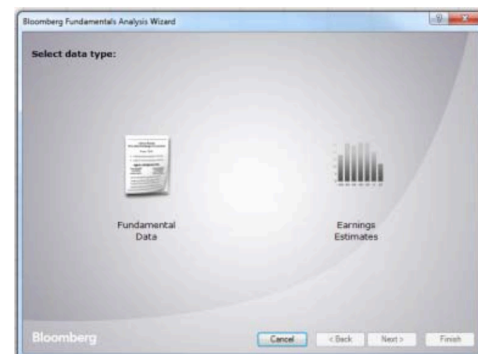 Bloomberg Fundamentals Analysis Wizard
Select data type:
Fundamental
Data
Earnings
Estimates
Bloomberg
Cancel
< Back
Next >
Finish